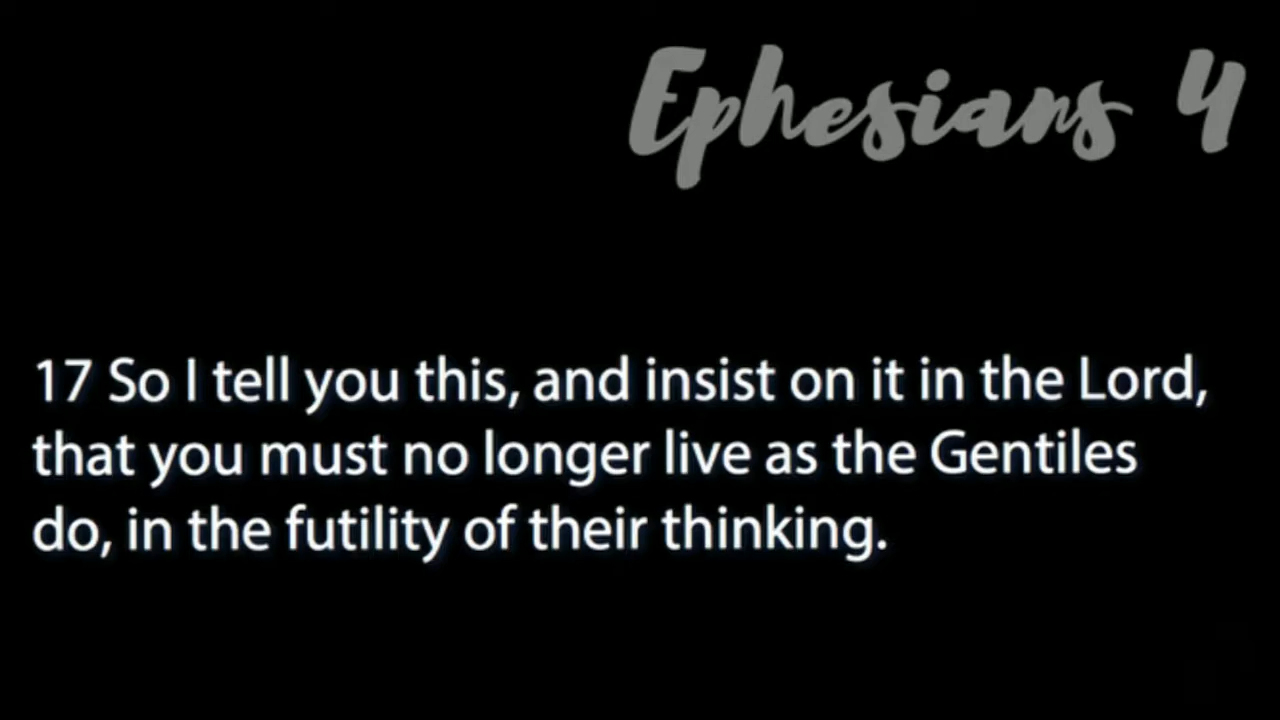 Ephesians 4
17 So I tell you this, and insist on it in the Lord,
that you must no longer live as the Gentiles
do, in the futility of their thinking.